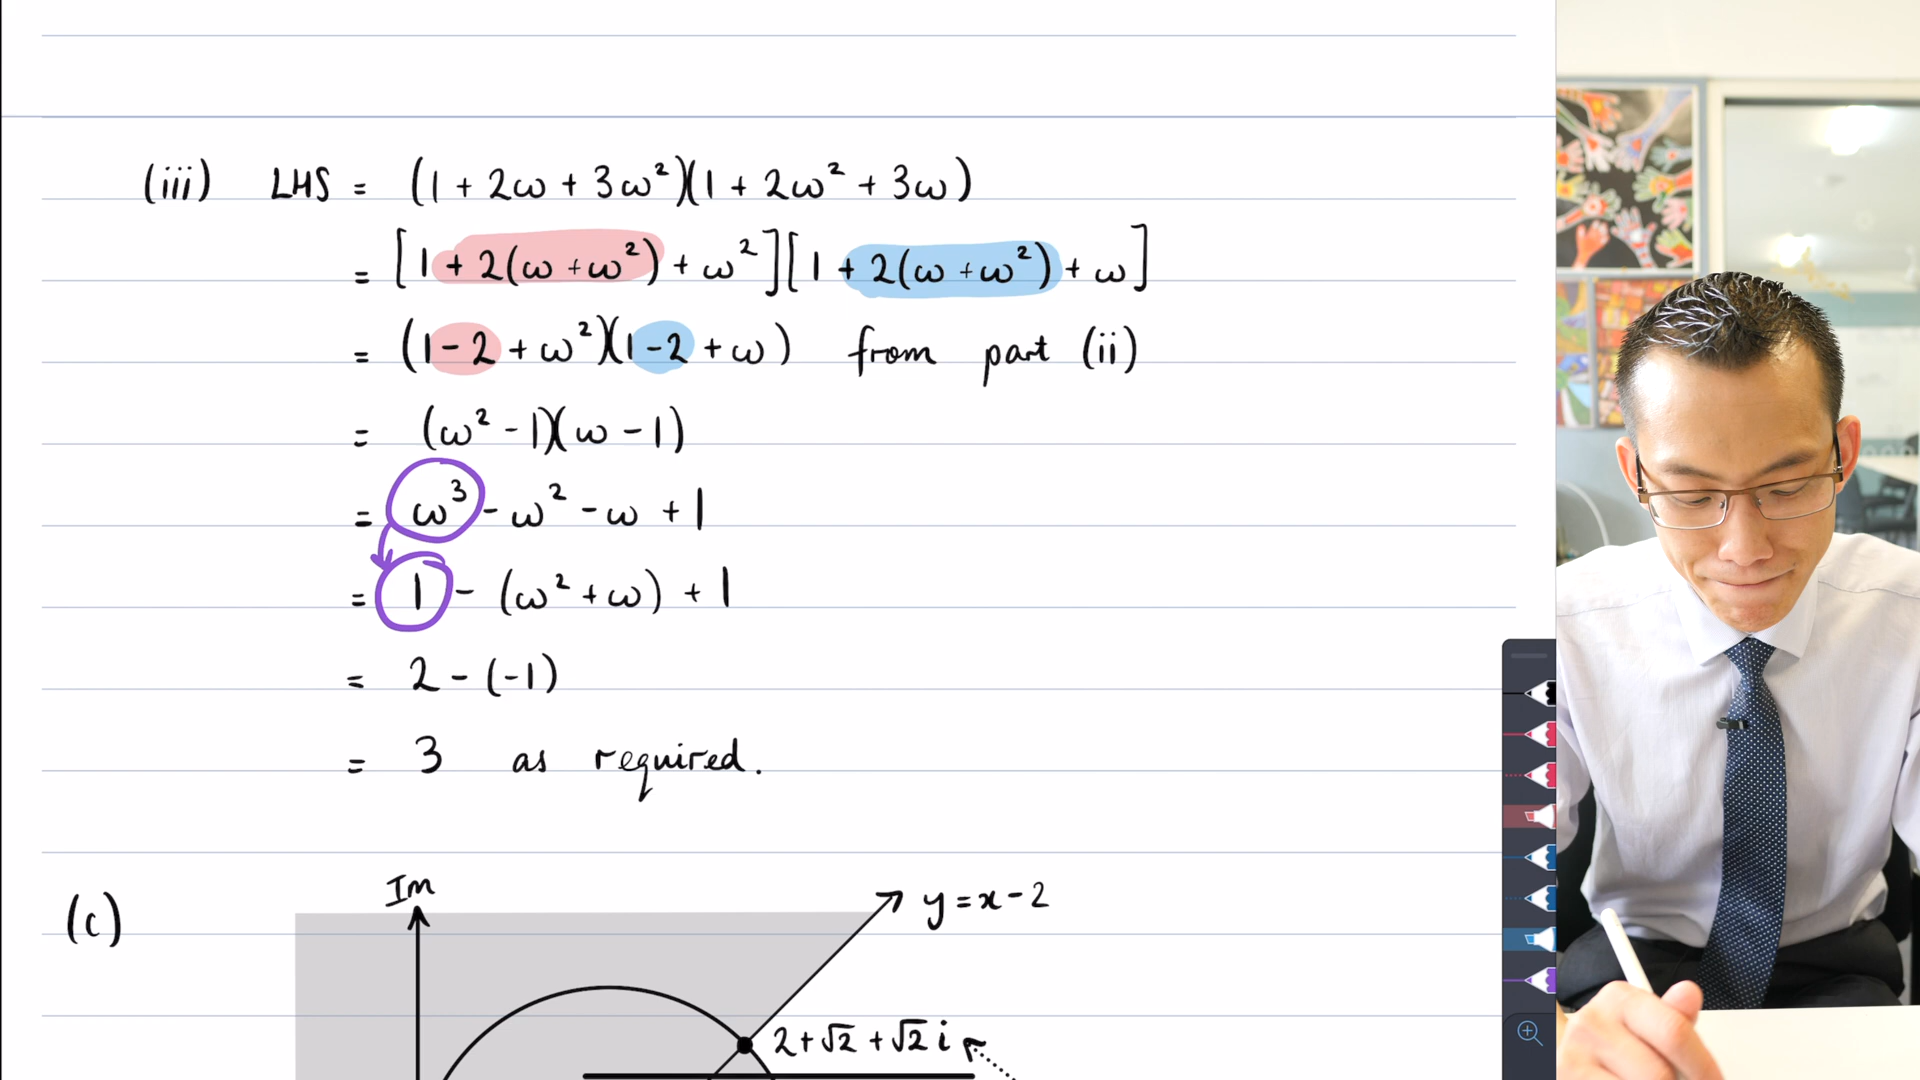 (iii) LHS = (1 + 2ω + 3ω²)(1 + 2ω² + 3ω)
= [1 + 2(ω + ω²) + ω²][1 + 2(ω + ω²) + ω]
= (1 - 2 + ω²)(1 - 2 + ω) from part (ii)
= (ω² - 1)(ω - 1)
= ω³ - ω² - ω + 1
= 1 - (ω² + ω) + 1
= 2 - (-1)
= 3 as required.
(c) Im
y = x - 2
2 + √2 + √2 i